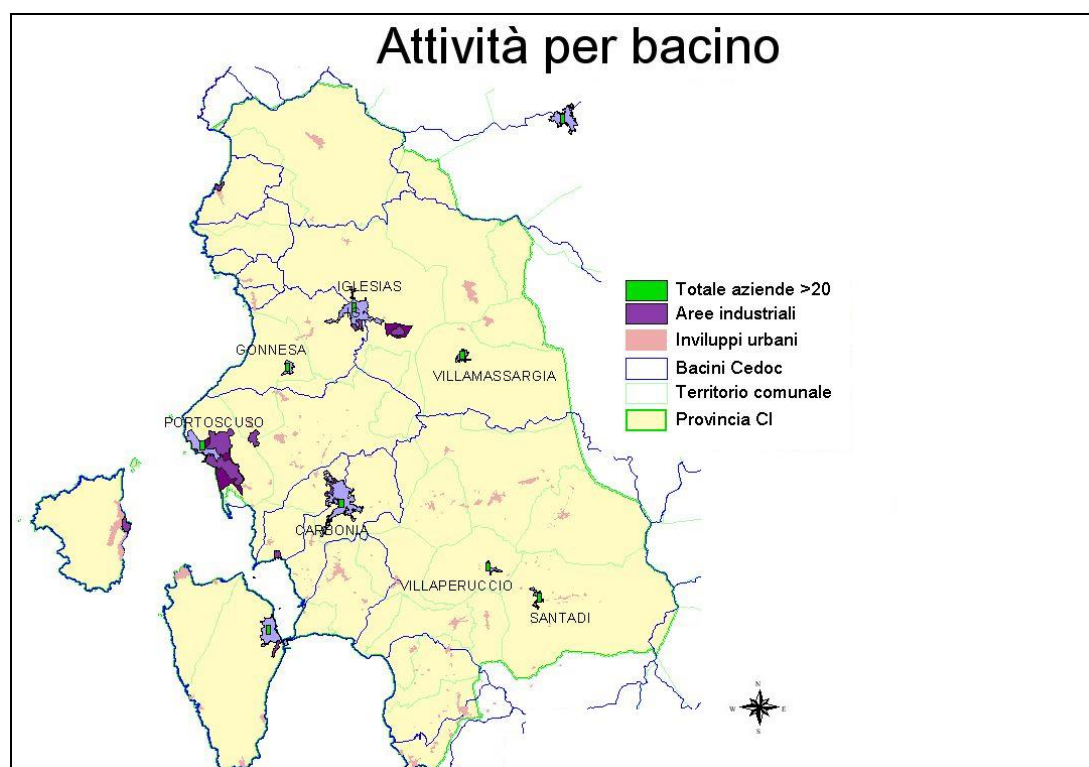 Attività per bacino
IGLESIAS
GONNESA
VILLAMASSARGIA
PORTOSCUSO
CARBONIA
VILLAPERUCCIO
SANTADI
Totale aziende >20
Aree industriali
Inviluppi urbani
Bacini Cedoc
Territorio comunale
Provincia CI
N
W E
S